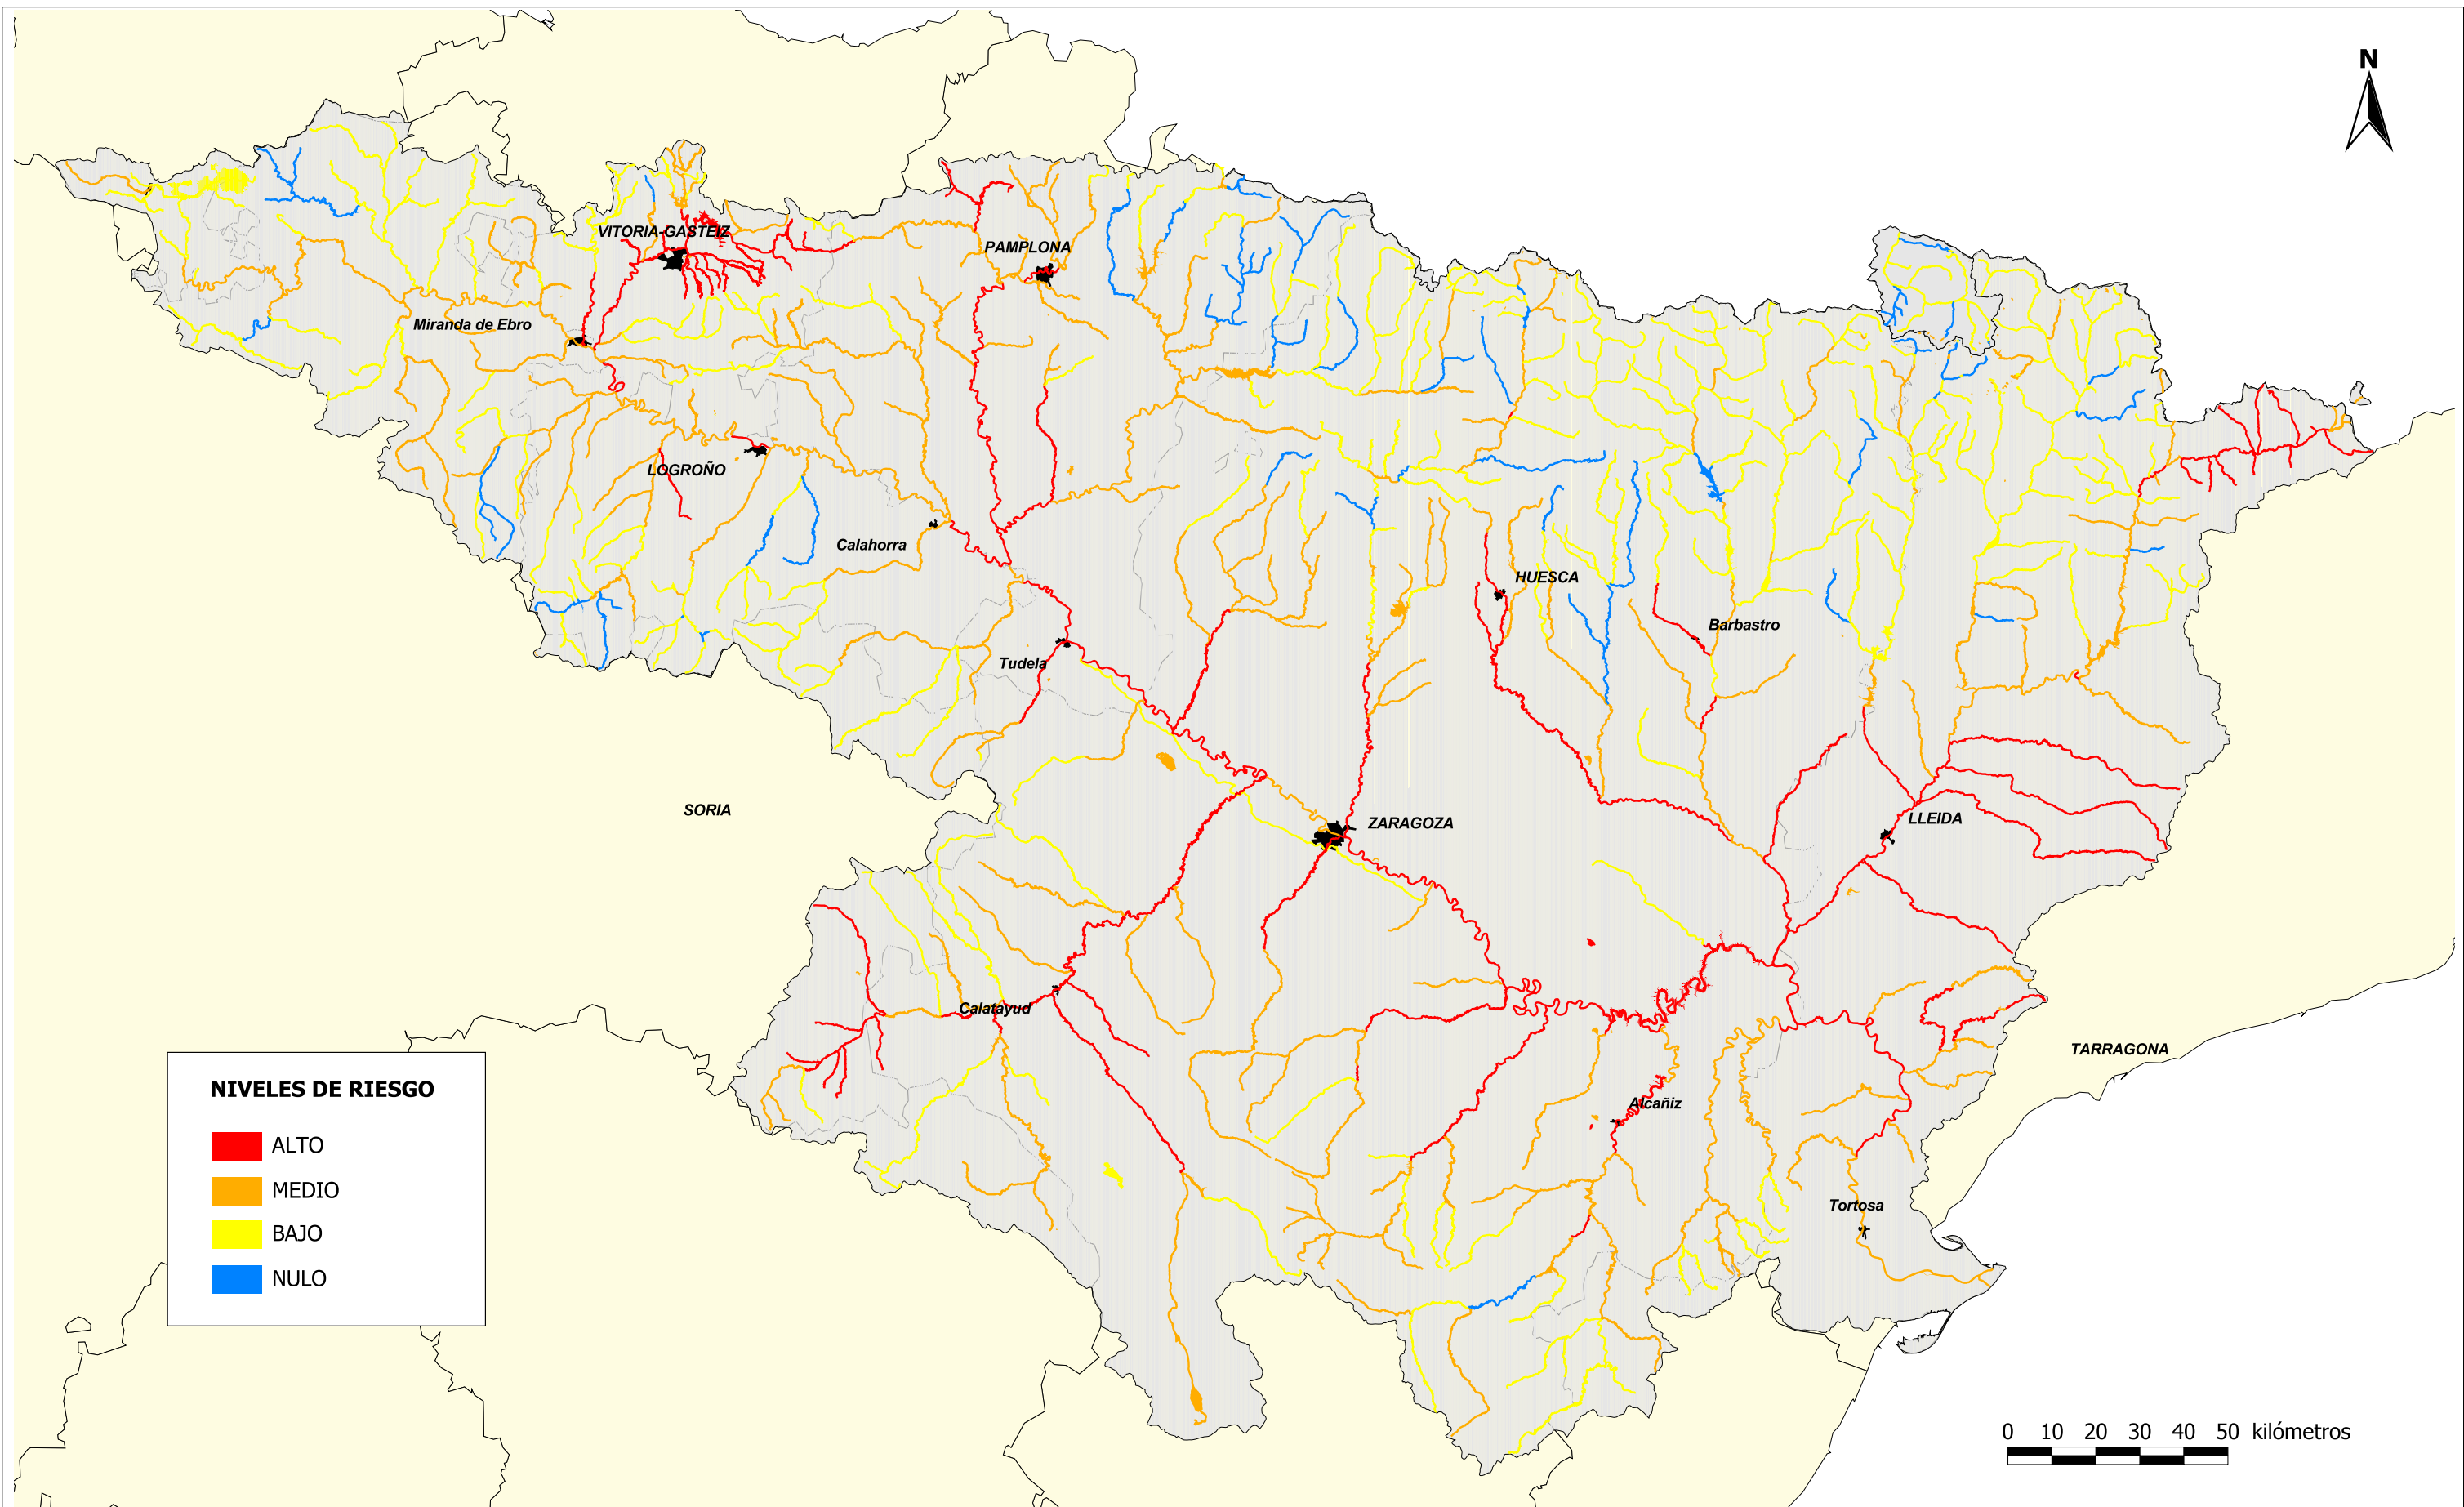 N
VITORIA-GASTEIZ
PAMPLONA
Miranda de Ebro
LOGROÑO
Calahorra
HUESCA
Barbastro
Tudela
SORIA
ZARAGOZA
LLEIDA
Calatayud
TARRAGONA
Alcañiz
Tortosa
NIVELES DE RIESGO
ALTO
MEDIO
BAJO
NULO
0 10 20 30 40 50 kilómetros